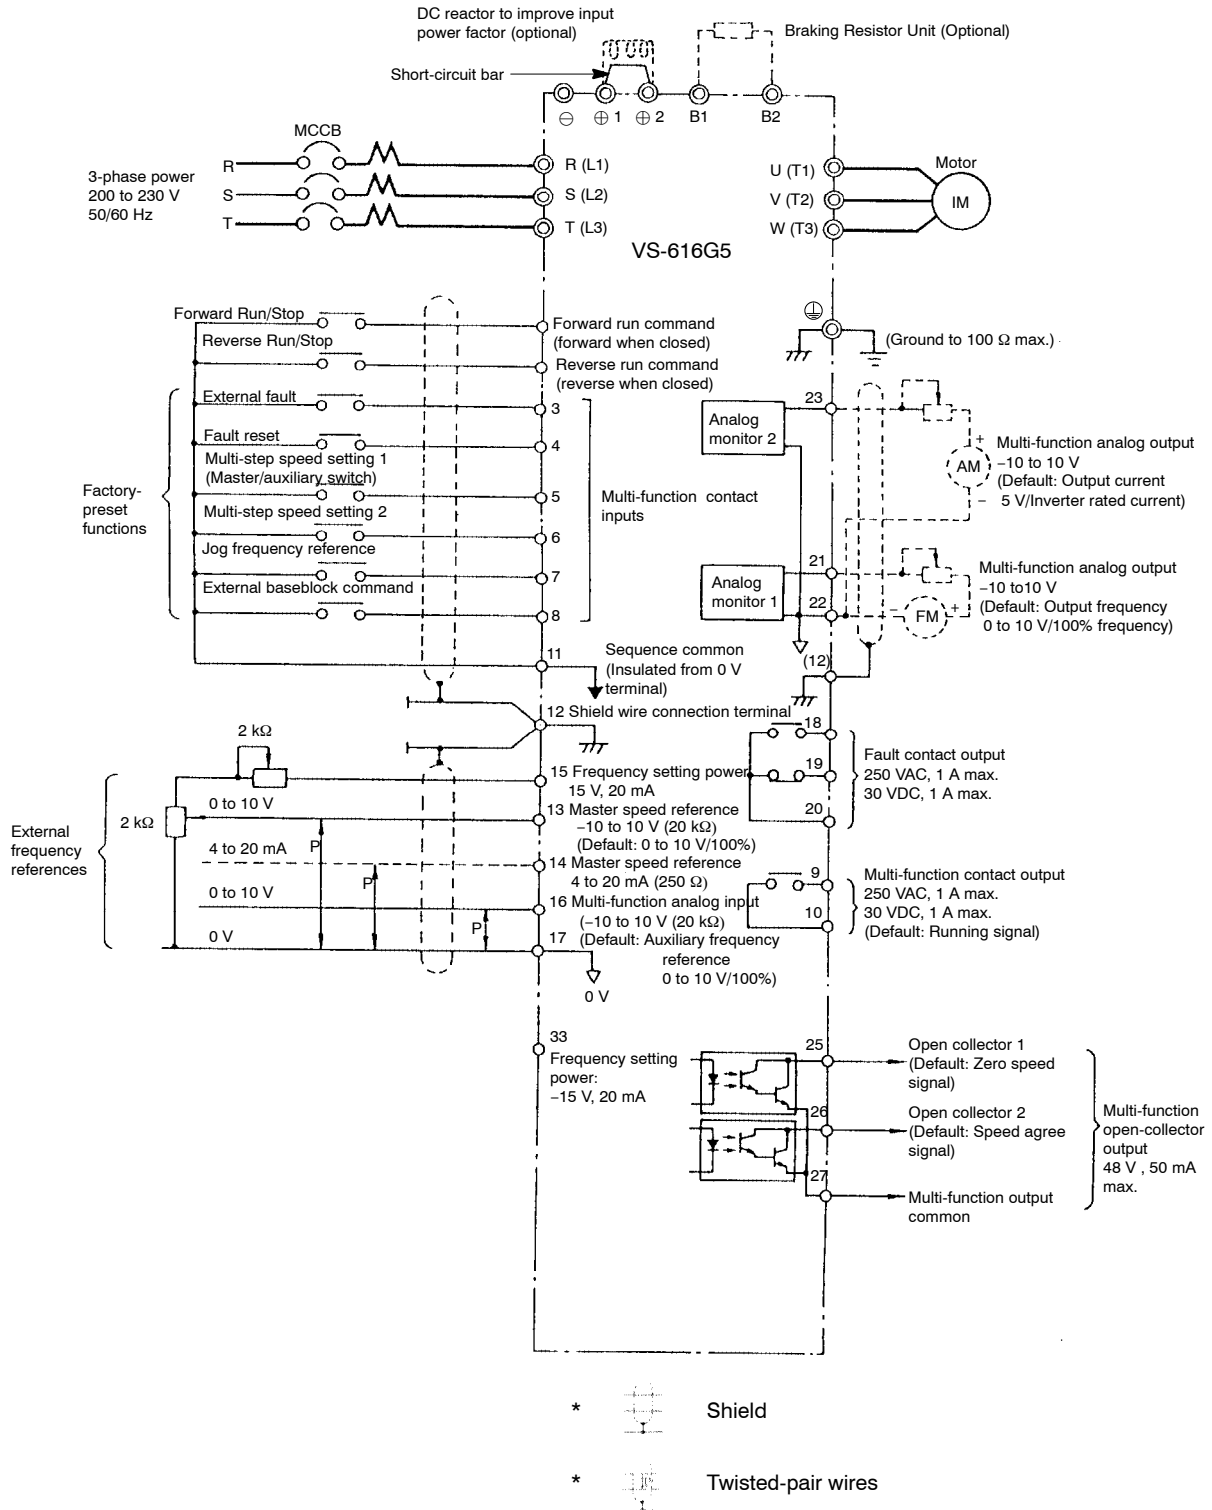 DC reactor to improve input
power factor (optional)
Braking Resistor Unit (Optional)
Short-circuit bar
⊖ ⊕ 1 ⊕ 2 B1 B2
MCCB
3-phase power
200 to 230 V
50/60 Hz
R
S
T
R (L1)
S (L2)
T (L3)
U (T1)
V (T2)
W (T3)
Motor
IM
VS-616G5
Forward Run/Stop
Forward run command
(forward when closed)
Reverse Run/Stop
Reverse run command
(reverse when closed)
(Ground to 100 Ω max.)
Factory-
preset
functions
External fault
3
Fault reset
4
Multi-step speed setting 1
(Master/auxiliary switch)
5
Multi-step speed setting 2
6
Jog frequency reference
7
External baseblock command
8
Multi-function contact
inputs
Analog
monitor 2
23
+
AM
−
Multi-function analog output
−10 to 10 V
(Default: Output current
5 V/Inverter rated current)
Analog
monitor 1
21
22
− FM +
Multi-function analog output
−10 to10 V
(Default: Output frequency
0 to 10 V/100% frequency)
11
Sequence common
(Insulated from 0 V
terminal)
(12)
12 Shield wire connection terminal
18
19
20
Fault contact output
250 VAC, 1 A max.
30 VDC, 1 A max.
External
frequency
references
2 kΩ
2 kΩ
0 to 10 V
4 to 20 mA
0 to 10 V
0 V
P
P
P
15 Frequency setting power
15 V, 20 mA
13 Master speed reference
−10 to 10 V (20 kΩ)
(Default: 0 to 10 V/100%)
14 Master speed reference
4 to 20 mA (250 Ω)
16 Multi-function analog input
(−10 to 10 V (20 kΩ)
17
(Default: Auxiliary frequency
reference
0 to 10 V/100%)
0 V
9
10
Multi-function contact output
250 VAC, 1 A max.
30 VDC, 1 A max.
(Default: Running signal)
33
Frequency setting
power:
−15 V, 20 mA
25
Open collector 1
(Default: Zero speed
signal)
26
Open collector 2
(Default: Speed agree
signal)
27
Multi-function output
common
Multi-function
open-collector
output
48 V , 50 mA
max.
* Shield
* Twisted-pair wires